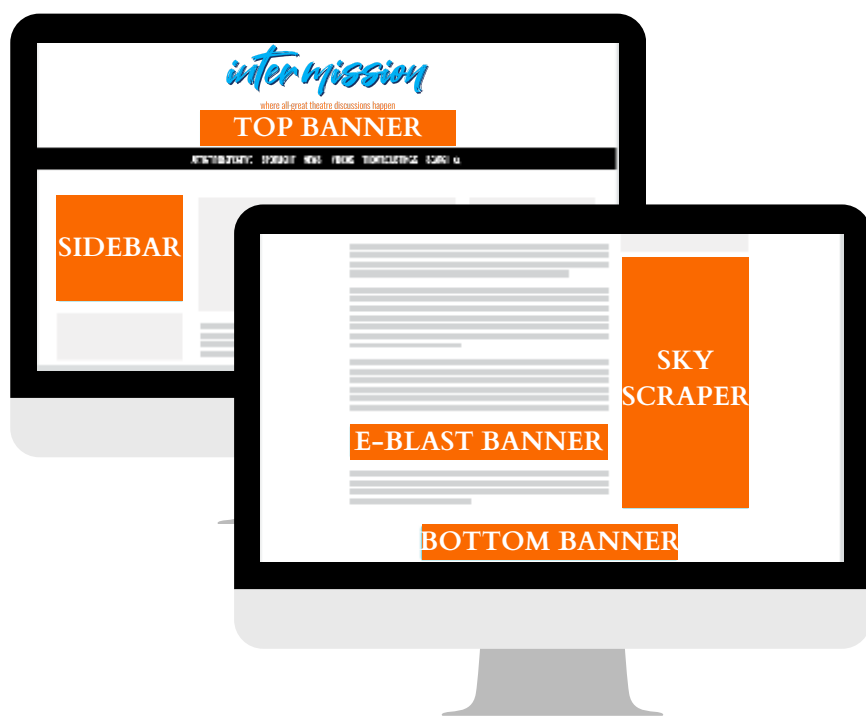 inter mission
where all great theatre discussions happen
TOP BANNER
SPOTLIGHT NEWS VIDEOS
SIDEBAR
SKY
SCRAPER
E-BLAST BANNER
BOTTOM BANNER